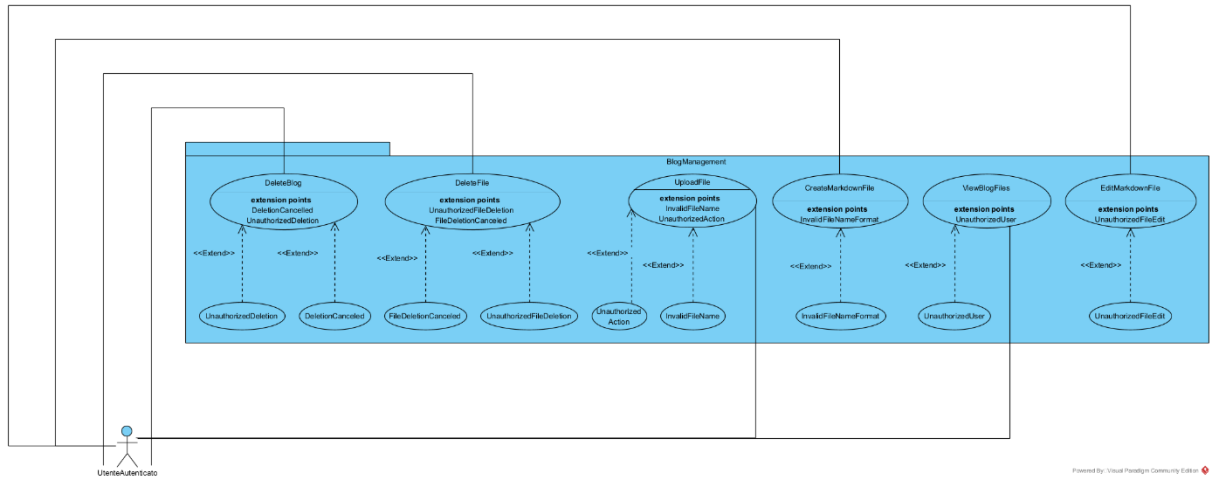 BlogManagement
DeleteBlog
extension points
DeletionCancelled
UnauthorizedDeletion
DeleteFile
extension points
UnauthorizedFileDeletion
FileDeletionCanceled
UploadFile
extension points
InvalidFileName
UnauthorizedAction
CreateMarkdownFile
extension points
InvalidFileNameFormat
ViewBlogFiles
extension points
UnauthorizedUser
EditMarkdownFile
extension points
UnauthorizedFileEdit
<<Extend>>
<<Extend>>
<<Extend>>
<<Extend>>
<<Extend>>
<<Extend>>
<<Extend>>
<<Extend>>
<<Extend>>
UnauthorizedDeletion
DeletionCanceled
FileDeletionCanceled
UnauthorizedFileDeletion
Unauthorized
Action
InvalidFileName
InvalidFileNameFormat
UnauthorizedUser
UnauthorizedFileEdit
UtenteAutenticato
Powered By: Visual Paradigm Community Edition